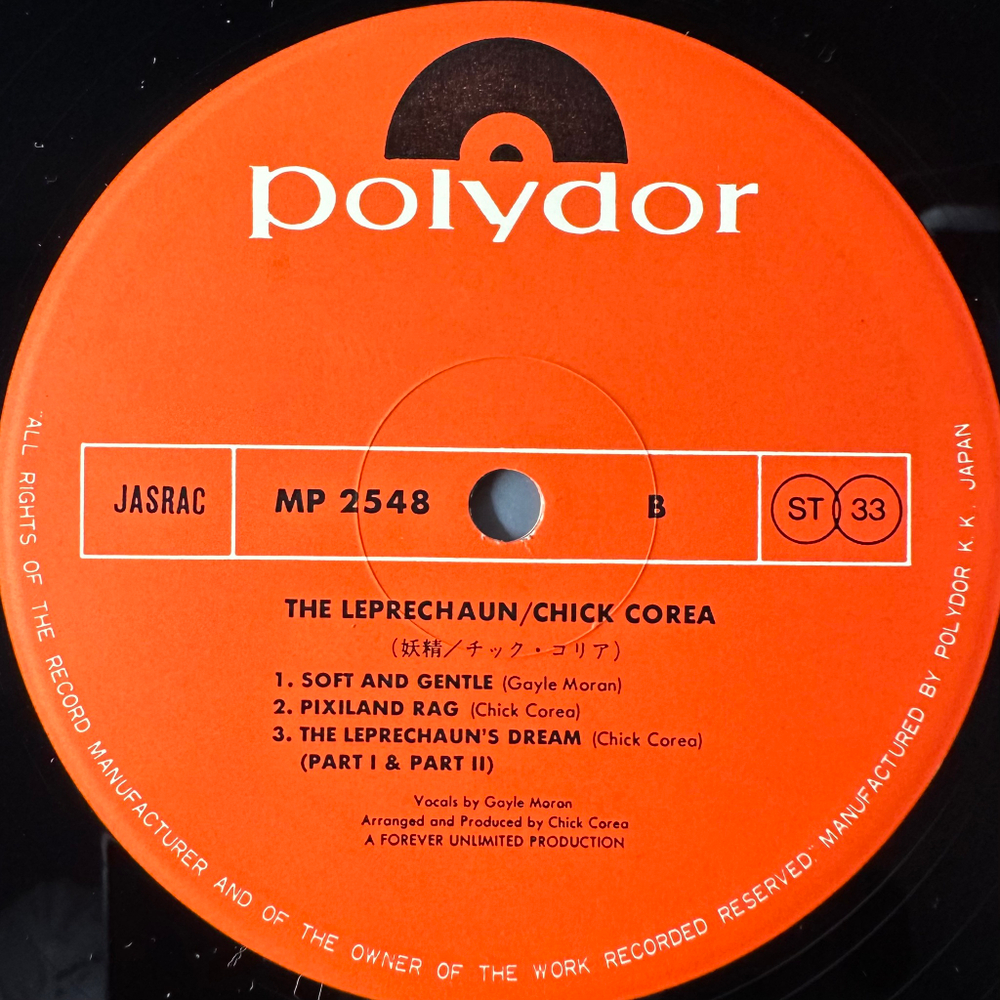 polydor
JASRAC MP 2548 B ST 33
THE LEPRECHAUN/CHICK COREA
(妖精/チック・コリア)
1. SOFT AND GENTLE (Gayle Moran)
2. PIXILAND RAG (Chick Corea)
3. THE LEPRECHAUN'S DREAM (Chick Corea)
(PART I & PART II)
Vocals by Gayle Moran
Arranged and Produced by Chick Corea
A FOREVER UNLIMITED PRODUCTION
"ALL RIGHTS OF THE RECORD MANUFACTURER AND OF THE OWNER OF THE WORK RECORDED RESERVED" MANUFACTURED BY POLYDOR K.K. JAPAN